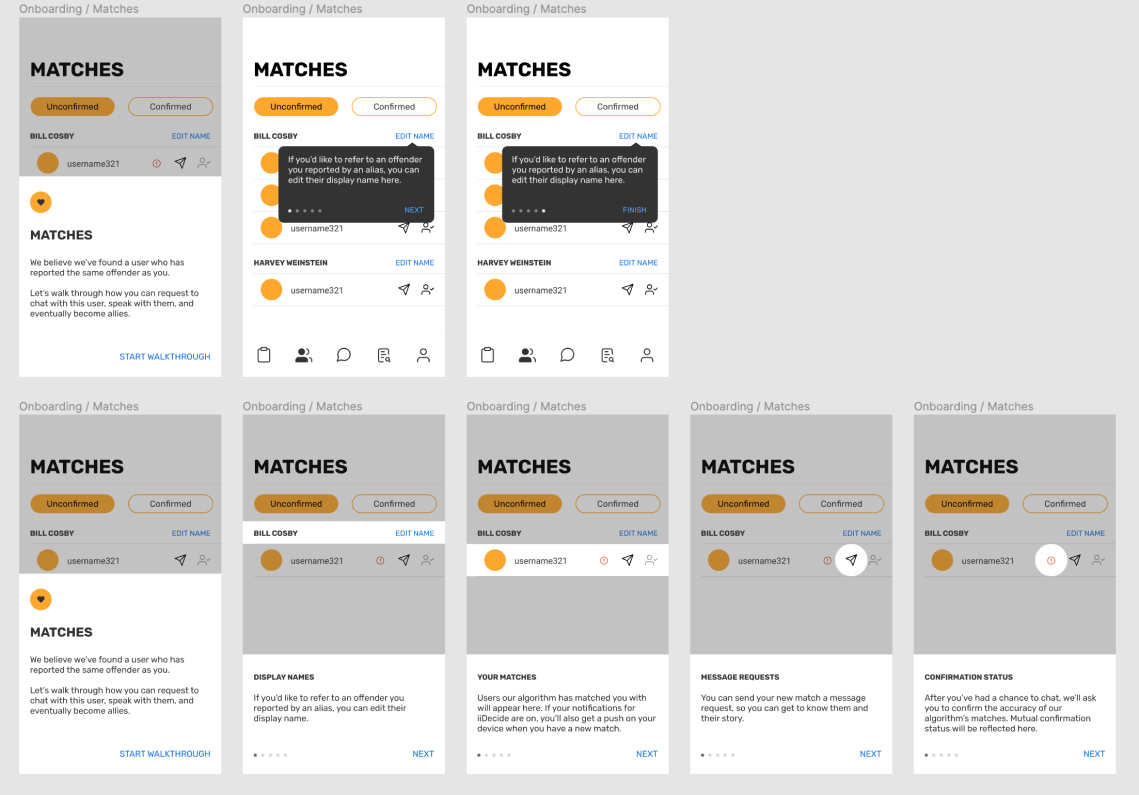 Onboarding / Matches
MATCHES
Unconfirmed
Confirmed
BILL COSBY
EDIT NAME
username321
MATCHES
We believe we've found a user who has
reported the same offender as you.
Let's walk through how you can request to
chat with this user, speak with them, and
eventually become allies.
START WALKTHROUGH
Onboarding / Matches
MATCHES
Unconfirmed
Confirmed
BILL COSBY
EDIT NAME
If you'd like to refer to an offender
you reported by an alias, you can
edit their display name here.
NEXT
username321
HARVEY WEINSTEIN
EDIT NAME
username321
Onboarding / Matches
MATCHES
Unconfirmed
Confirmed
BILL COSBY
EDIT NAME
If you'd like to refer to an offender
you reported by an alias, you can
edit their display name here.
FINISH
username321
HARVEY WEINSTEIN
EDIT NAME
username321
Onboarding / Matches
MATCHES
Unconfirmed
Confirmed
BILL COSBY
EDIT NAME
username321
MATCHES
We believe we've found a user who has
reported the same offender as you.
Let's walk through how you can request to
chat with this user, speak with them, and
eventually become allies.
START WALKTHROUGH
Onboarding / Matches
MATCHES
Unconfirmed
Confirmed
BILL COSBY
EDIT NAME
username321
DISPLAY NAMES
If you'd like to refer to an offender you
reported by an alias, you can edit their
display name.
NEXT
Onboarding / Matches
MATCHES
Unconfirmed
Confirmed
BILL COSBY
EDIT NAME
username321
YOUR MATCHES
Users our algorithm has matched you with
will appear here. If your notifications for
iiDecide are on, you'll also get a push on your
device when you have a new match.
NEXT
Onboarding / Matches
MATCHES
Unconfirmed
Confirmed
BILL COSBY
EDIT NAME
username321
MESSAGE REQUESTS
You can send your new match a message
request, so you can get to know them and
their story.
NEXT
Onboarding / Matches
MATCHES
Unconfirmed
Confirmed
BILL COSBY
EDIT NAME
username321
CONFIRMATION STATUS
After you've had a chance to chat, we'll ask
you to confirm the accuracy of our
algorithm's matches. Mutual confirmation
status will be reflected here.
NEXT